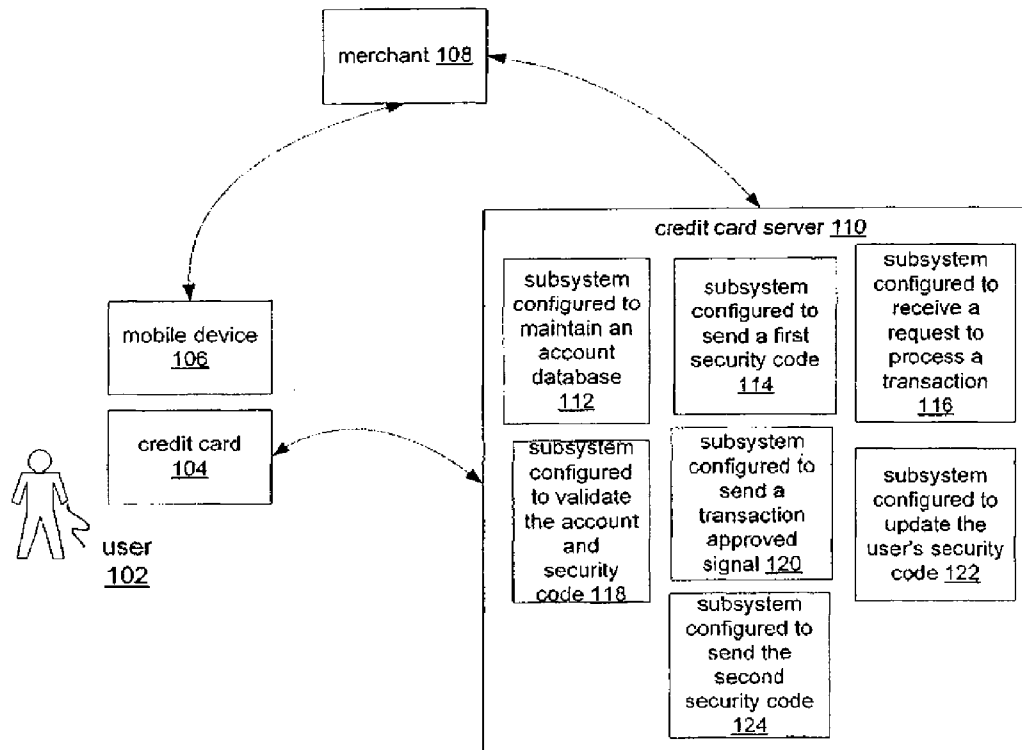 merchant 108
credit card server 110
subsystem
configured to
maintain an
account
database
112
subsystem
configured to
send a first
security code
114
subsystem
configured to
receive a
request to
process a
transaction
116
mobile device
106
credit card
104
user
102
subsystem
configured
to validate
the account
and
security
code 118
subsystem
configured to
send a
transaction
approved
signal 120
subsystem
configured to
update the
user's security
code 122
subsystem
configured to
send the
second
security code
124